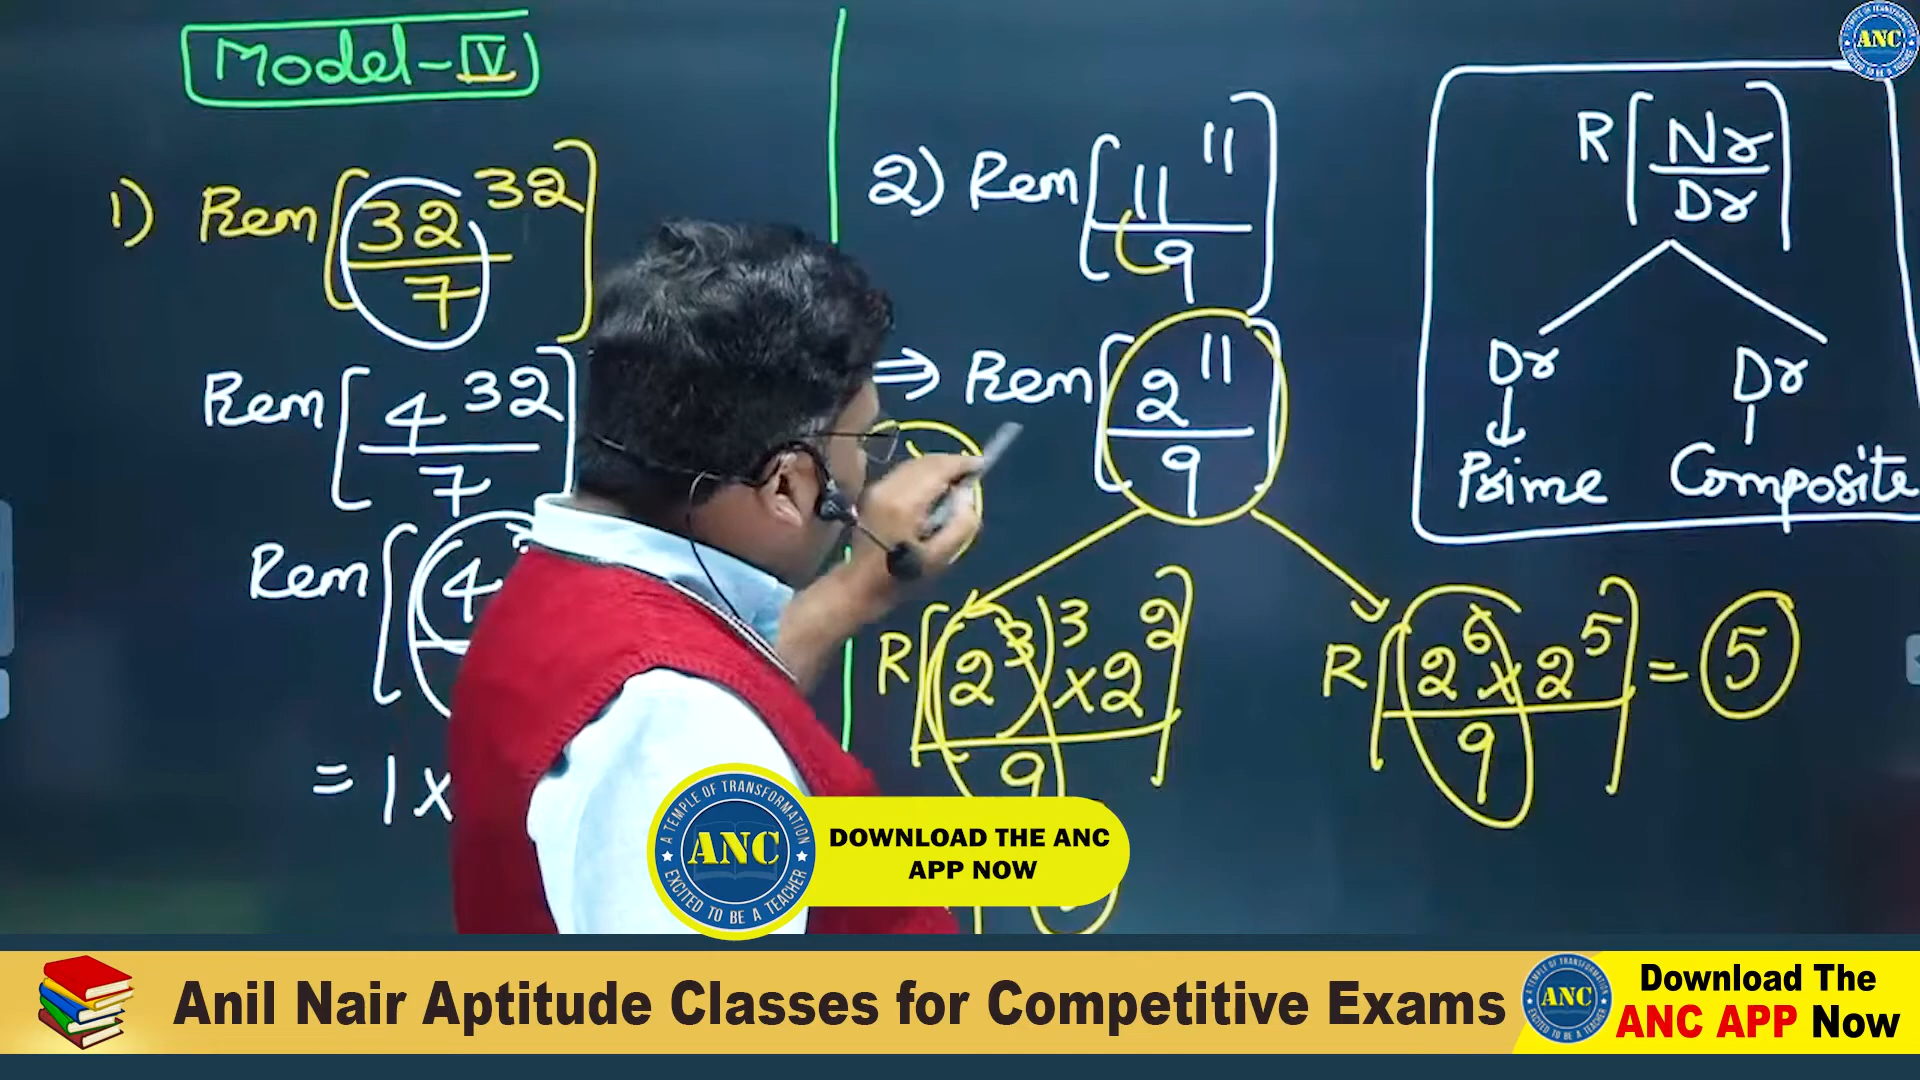 Model-IV
1) Rem[32^32/7]
Rem[4^32/7]
Rem[(4
= 1 x
2) Rem[11^11/9]
⇒ Rem[2^11/9]
R[(2^3)^3 x 2^2/9]
R[2^6 x 2^5/9] = 5
R[Nr/Dr]
Dr Dr
Prime Composite
ANC
A TEMPLE OF TRANSFORMATION
ANC
EXCITED TO BE A TEACHER
DOWNLOAD THE ANC
APP NOW
Anil Nair Aptitude Classes for Competitive Exams
ANC
Download The
ANC APP Now